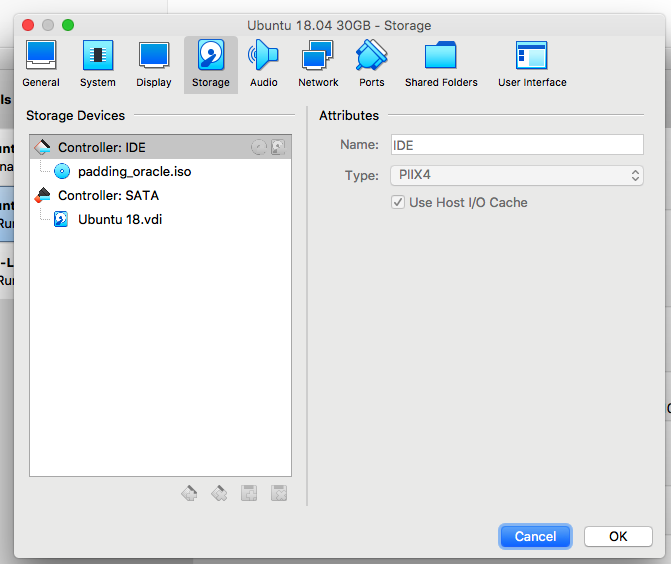 Ubuntu 18.04 30GB - Storage
General
System
Display
Storage
Audio
Network
Ports
Shared Folders
User Interface
Storage Devices
Controller: IDE
padding_oracle.iso
Controller: SATA
Ubuntu 18.vdi
Attributes
Name: IDE
Type: PIIX4
Use Host I/O Cache
Cancel
OK